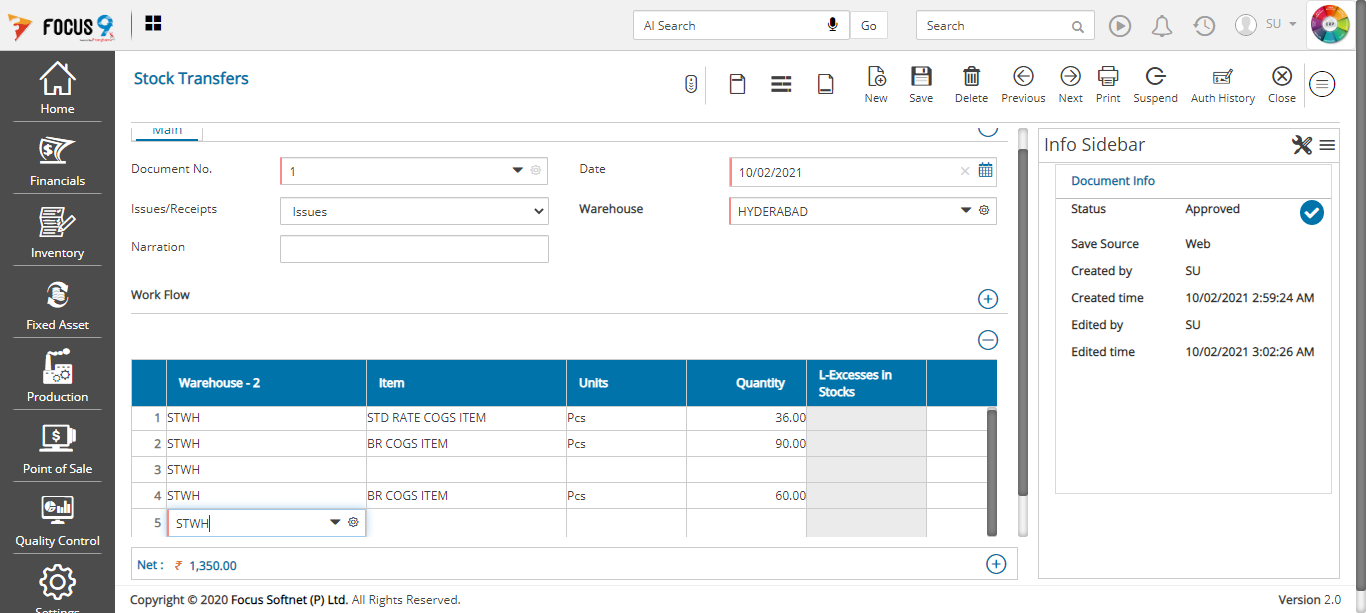 FOCUS 9
AI Search
Go
Search
SU
ERP
Home
Financials
Inventory
Fixed Asset
Production
Point of Sale
Quality Control
Settings
Stock Transfers
New
Save
Delete
Previous
Next
Print
Suspend
Auth History
Close
Main
Document No.
1
Date
10/02/2021
Issues/Receipts
Issues
Warehouse
HYDERABAD
Narration
Work Flow
Warehouse - 2 Item Units Quantity L-Excesses in
Stocks
1 STWH STD RATE COGS ITEM Pcs 36.00
2 STWH BR COGS ITEM Pcs 90.00
3 STWH
4 STWH BR COGS ITEM Pcs 60.00
5 STWH
Net : ₹ 1,350.00
Info Sidebar
Document Info
Status Approved
Save Source Web
Created by SU
Created time 10/02/2021 2:59:24 AM
Edited by SU
Edited time 10/02/2021 3:02:26 AM
Copyright © 2020 Focus Softnet (P) Ltd. All Rights Reserved.
Version 2.0